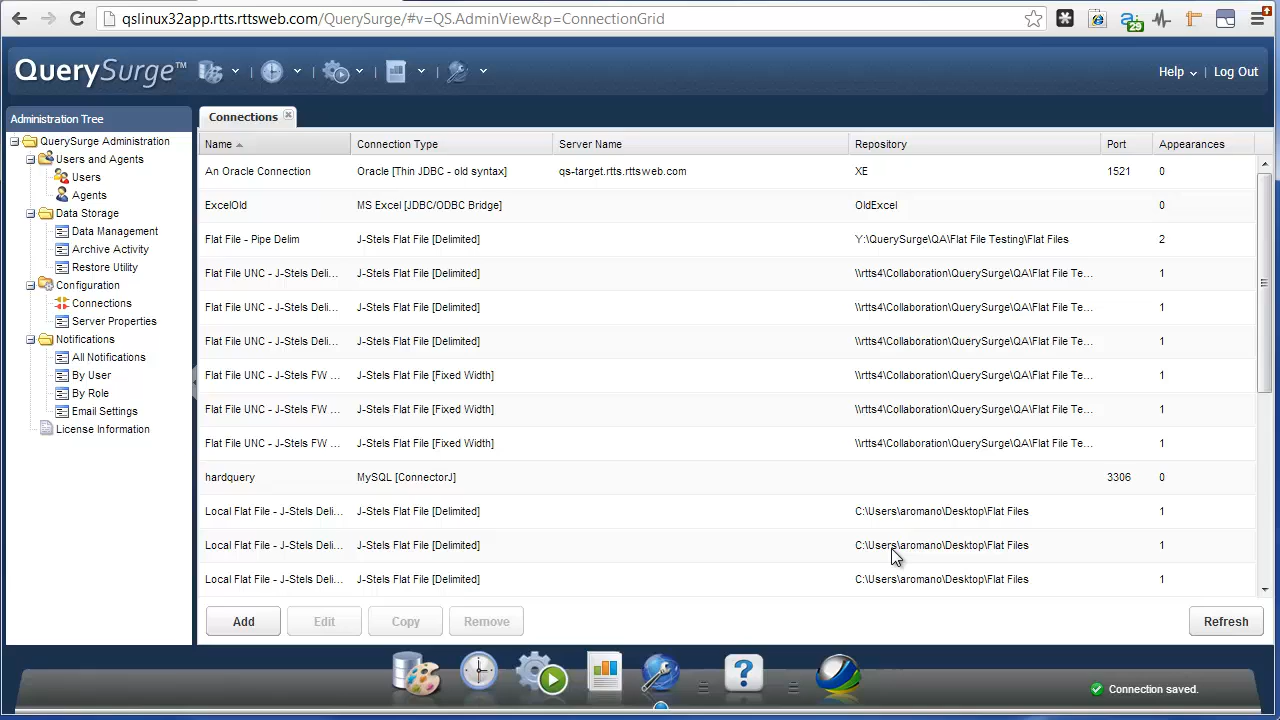 qslinux32app.rtts.rttsweb.com/QuerySurge/#v=QS.AdminView&p=ConnectionGrid
29
QuerySurge™
Help
Log Out
Administration Tree
QuerySurge Administration
Users and Agents
Users
Agents
Data Storage
Data Management
Archive Activity
Restore Utility
Configuration
Connections
Server Properties
Notifications
All Notifications
By User
By Role
Email Settings
License Information
Connections
Name Connection Type Server Name Repository Port Appearances
An Oracle Connection Oracle [Thin JDBC - old syntax] qs-target.rtts.rttsweb.com XE 1521 0
ExcelOld MS Excel [JDBC/ODBC Bridge] OldExcel 0
Flat File - Pipe Delim J-Stels Flat File [Delimited] Y:\QuerySurge\QA\Flat File Testing\Flat Files 2
Flat File UNC - J-Stels Deli... J-Stels Flat File [Delimited] \\rtts4\Collaboration\QuerySurge\QA\Flat File Te... 1
Flat File UNC - J-Stels Deli... J-Stels Flat File [Delimited] \\rtts4\Collaboration\QuerySurge\QA\Flat File Te... 1
Flat File UNC - J-Stels Deli... J-Stels Flat File [Delimited] \\rtts4\Collaboration\QuerySurge\QA\Flat File Te... 1
Flat File UNC - J-Stels FW ... J-Stels Flat File [Fixed Width] \\rtts4\Collaboration\QuerySurge\QA\Flat File Te... 1
Flat File UNC - J-Stels FW ... J-Stels Flat File [Fixed Width] \\rtts4\Collaboration\QuerySurge\QA\Flat File Te... 1
Flat File UNC - J-Stels FW ... J-Stels Flat File [Fixed Width] \\rtts4\Collaboration\QuerySurge\QA\Flat File Te... 1
hardquery MySQL [ConnectorJ] 3306 0
Local Flat File - J-Stels Deli... J-Stels Flat File [Delimited] C:\Users\aromano\Desktop\Flat Files 1
Local Flat File - J-Stels Deli... J-Stels Flat File [Delimited] C:\Users\aromano\Desktop\Flat Files 1
Local Flat File - J-Stels Deli... J-Stels Flat File [Delimited] C:\Users\aromano\Desktop\Flat Files 1
Add Edit Copy Remove Refresh
?
Connection saved.